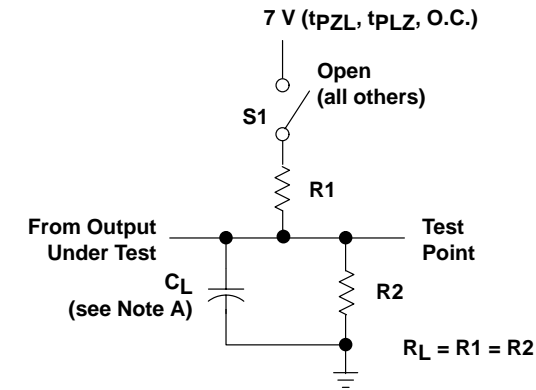 7 V (tPZL, tPLZ, O.C.)
Open
(all others)
S1
R1
From Output
Under Test
Test
Point
CL
(see Note A)
R2
RL = R1 = R2